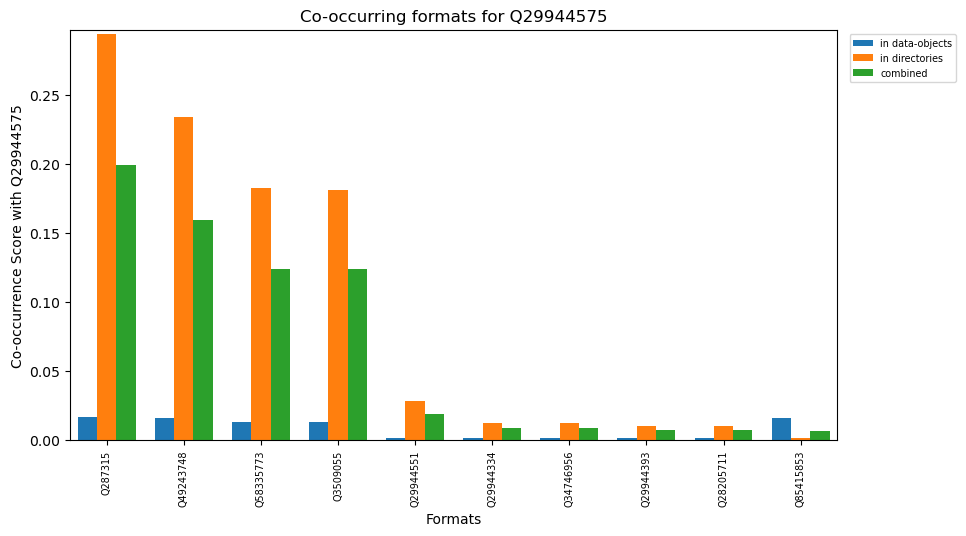 Co-occurring formats for Q29944575
in data-objects
in directories
combined
Co-occurrence Score with Q29944575
0.25
0.20
0.15
0.10
0.05
0.00
Q287315
Q49243748
Q58335773
Q3509055
Q29944551
Q29944334
Q34746956
Q29944393
Q28205711
Q85415853
Formats